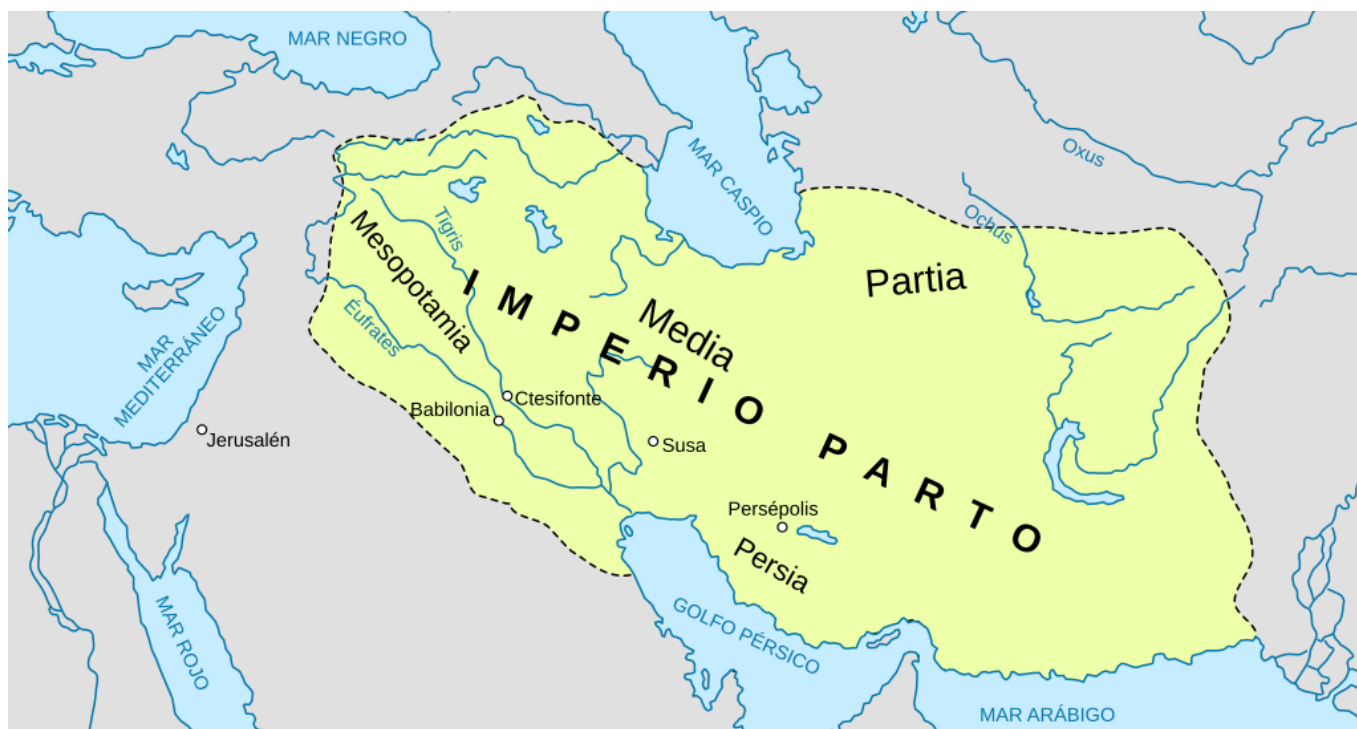 MAR NEGRO
MAR CASPIO
Oxus
Ochus
Tigris
Mesopotamia
Partia
IMPERIO PARTO
Media
Éufrates
MAR
MEDITERRÁNEO
Ctesifonte
Babilonia
Jerusalén
Susa
Persépolis
Persia
MAR ROJO
GOLFO PÉRSICO
MAR ARÁBIGO